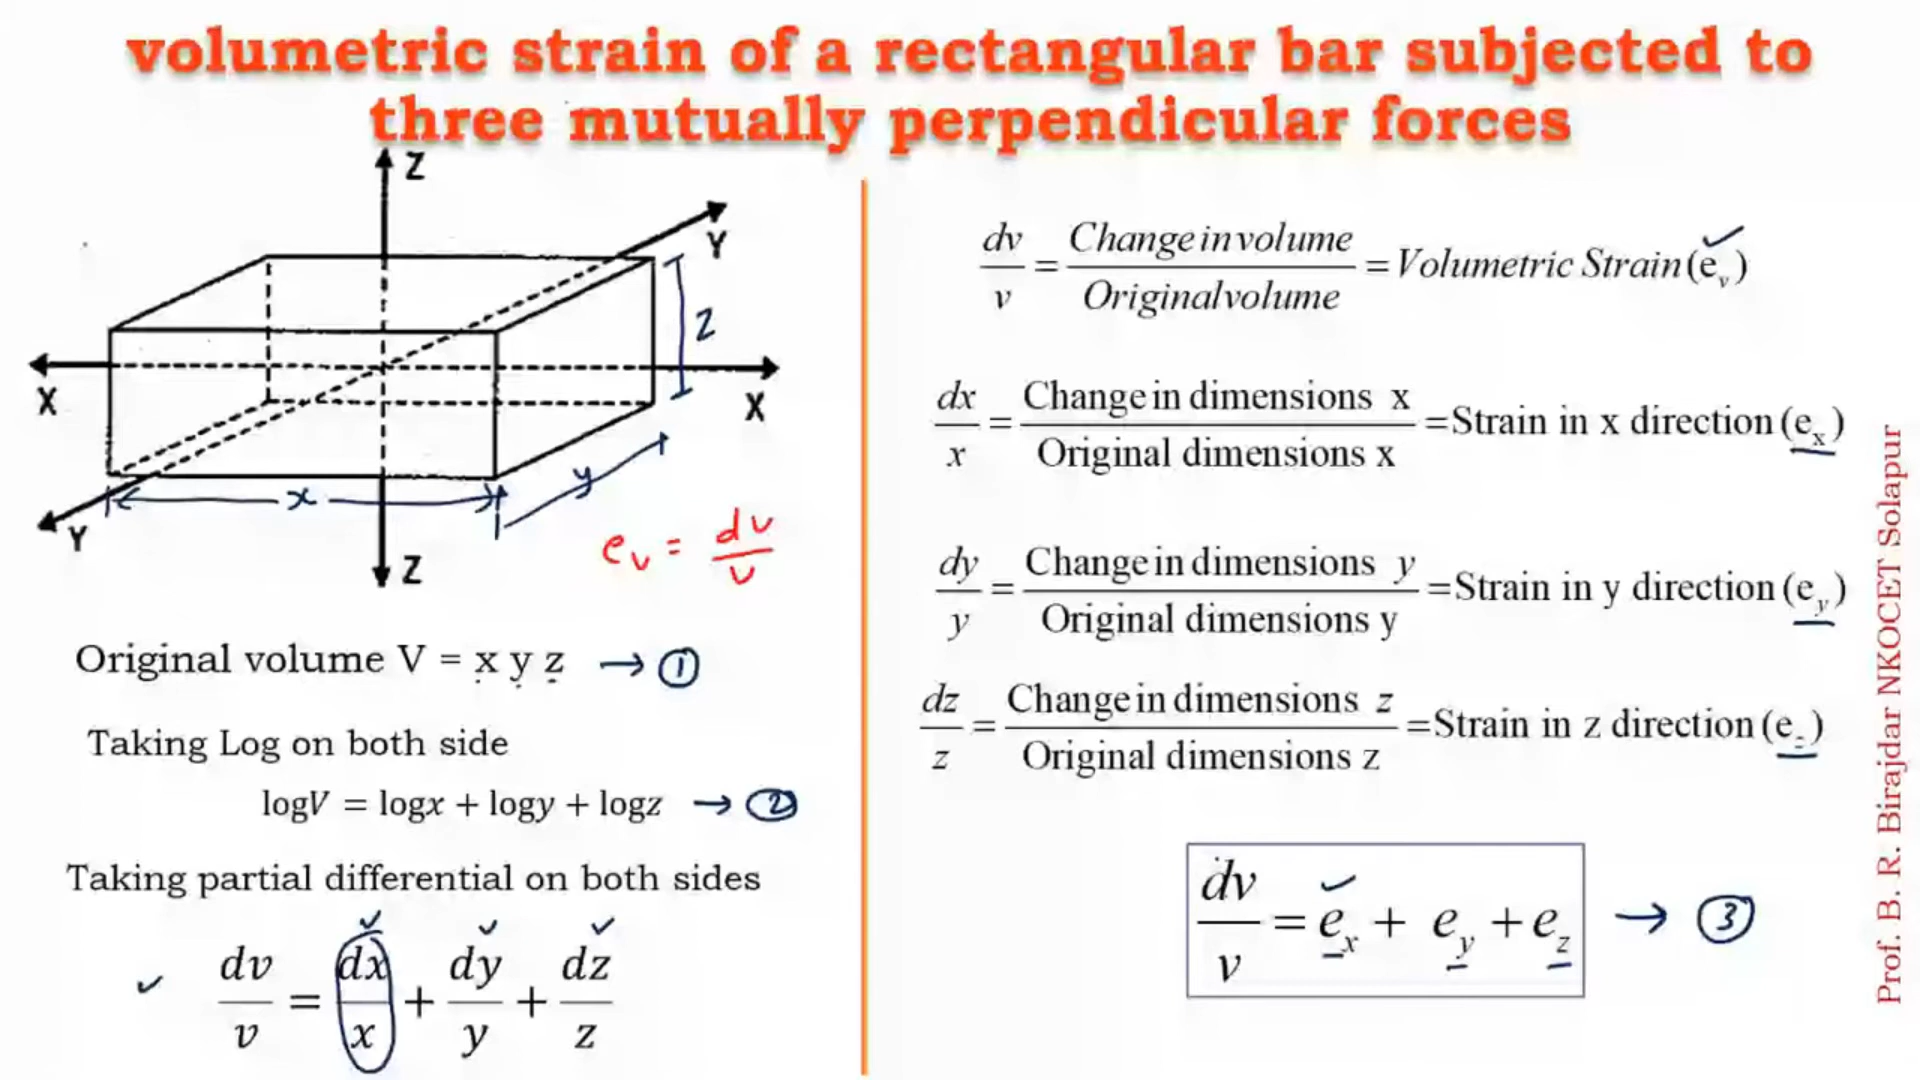 volumetric strain of a rectangular bar subjected to
three mutually perpendicular forces
Z
Y
X
X
Y
Z
z
x
y
e_v = dv/v
Original volume V = x y z → ①
Taking Log on both side
logV = logx + logy + logz → ②
Taking partial differential on both sides
dv/v = dx/x + dy/y + dz/z
dv/v = Change in volume/Original volume = Volumetric Strain (e_v)
dx/x = Change in dimensions x/Original dimensions x = Strain in x direction (e_x)
dy/y = Change in dimensions y/Original dimensions y = Strain in y direction (e_y)
dz/z = Change in dimensions z/Original dimensions z = Strain in z direction (e_z)
dv/v = e_x + e_y + e_z → ③
Prof. B. R. Birajdar NKOCET Solapur